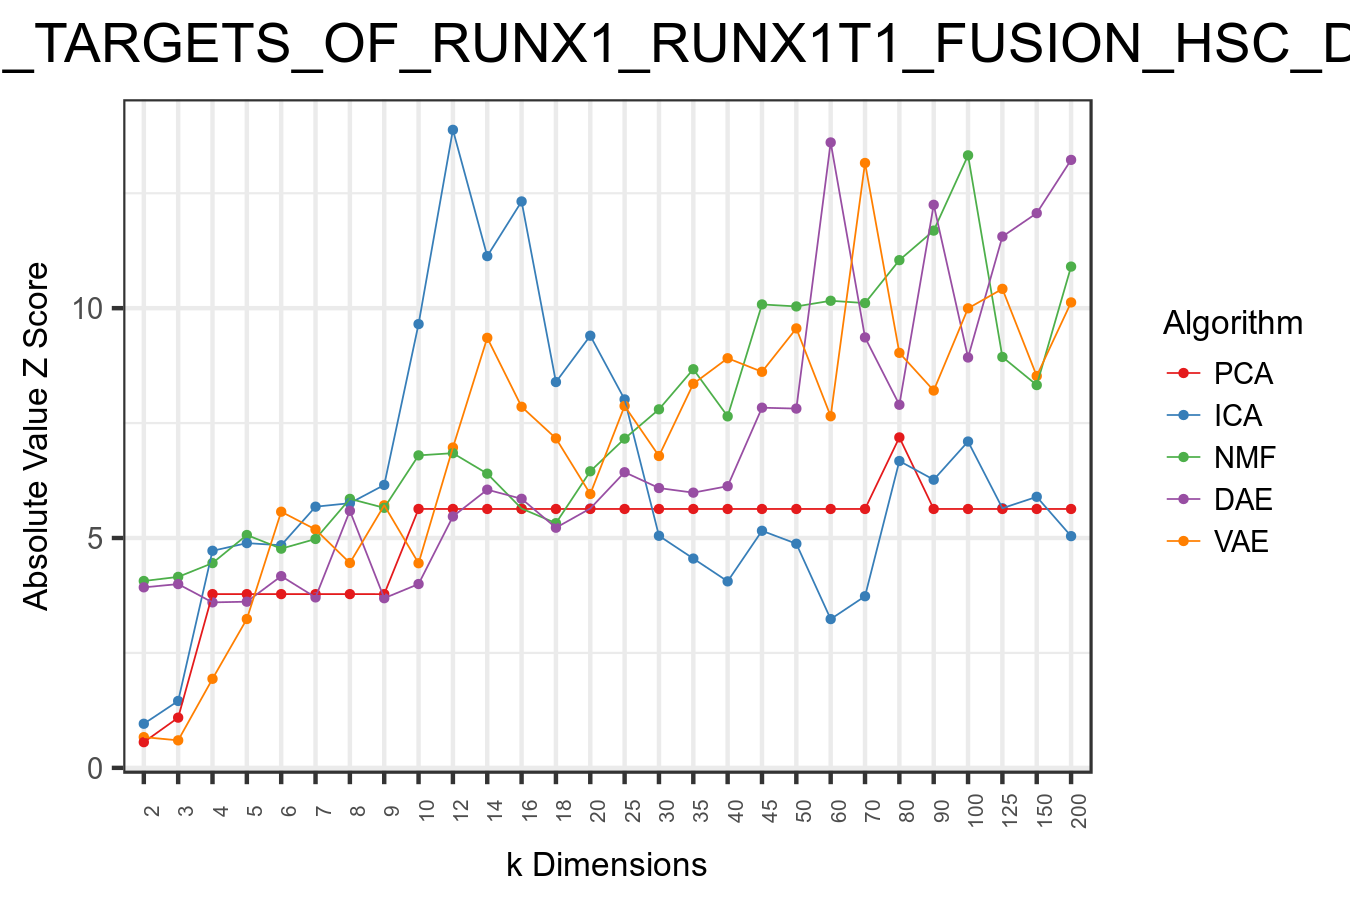 _TARGETS_OF_RUNX1_RUNX1T1_FUSION_HSC_D
Absolute Value Z Score
10
5
0
2 3 4 5 6 7 8 9 10 12 14 16 18 20 25 30 35 40 45 50 60 70 80 90 100 125 150 200
k Dimensions
Algorithm
PCA
ICA
NMF
DAE
VAE